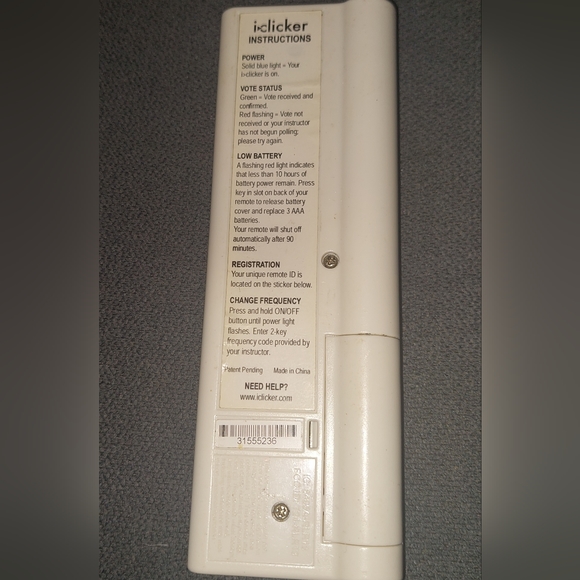 i>clicker
INSTRUCTIONS
POWER
Solid blue light = Your
i>clicker is on.
VOTE STATUS
Green = Vote received and
confirmed.
Red flashing = Vote not
received or your instructor
has not begun polling;
please try again.
LOW BATTERY
A flashing red light indicates
that less than 10 hours of
battery power remain. Press
key in slot on back of your
remote to release battery
cover and replace 3 AAA
batteries.
Your remote will shut off
automatically after 90
minutes.
REGISTRATION
Your unique remote ID is
located on the sticker below.
CHANGE FREQUENCY
Press and hold ON/OFF
button until power light
flashes. Enter 2-key
frequency code provided by
your instructor.
Patent Pending Made in China
NEED HELP?
www.iclicker.com
31555236